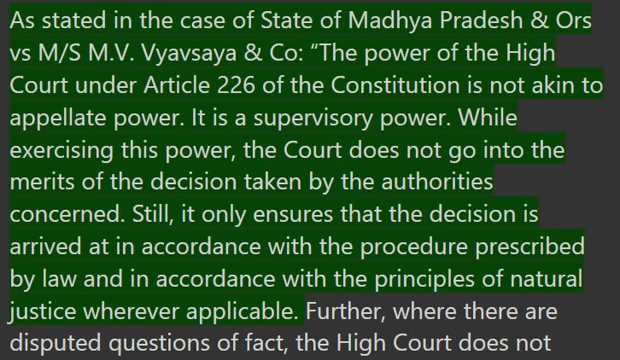 As stated in the case of State of Madhya Pradesh & Ors
vs M/S M.V. Vyavsaya & Co: “The power of the High
Court under Article 226 of the Constitution is not akin to
appellate power. It is a supervisory power. While
exercising this power, the Court does not go into the
merits of the decision taken by the authorities
concerned. Still, it only ensures that the decision is
arrived at in accordance with the procedure prescribed
by law and in accordance with the principles of natural
justice wherever applicable. Further, where there are
disputed questions of fact, the High Court does not